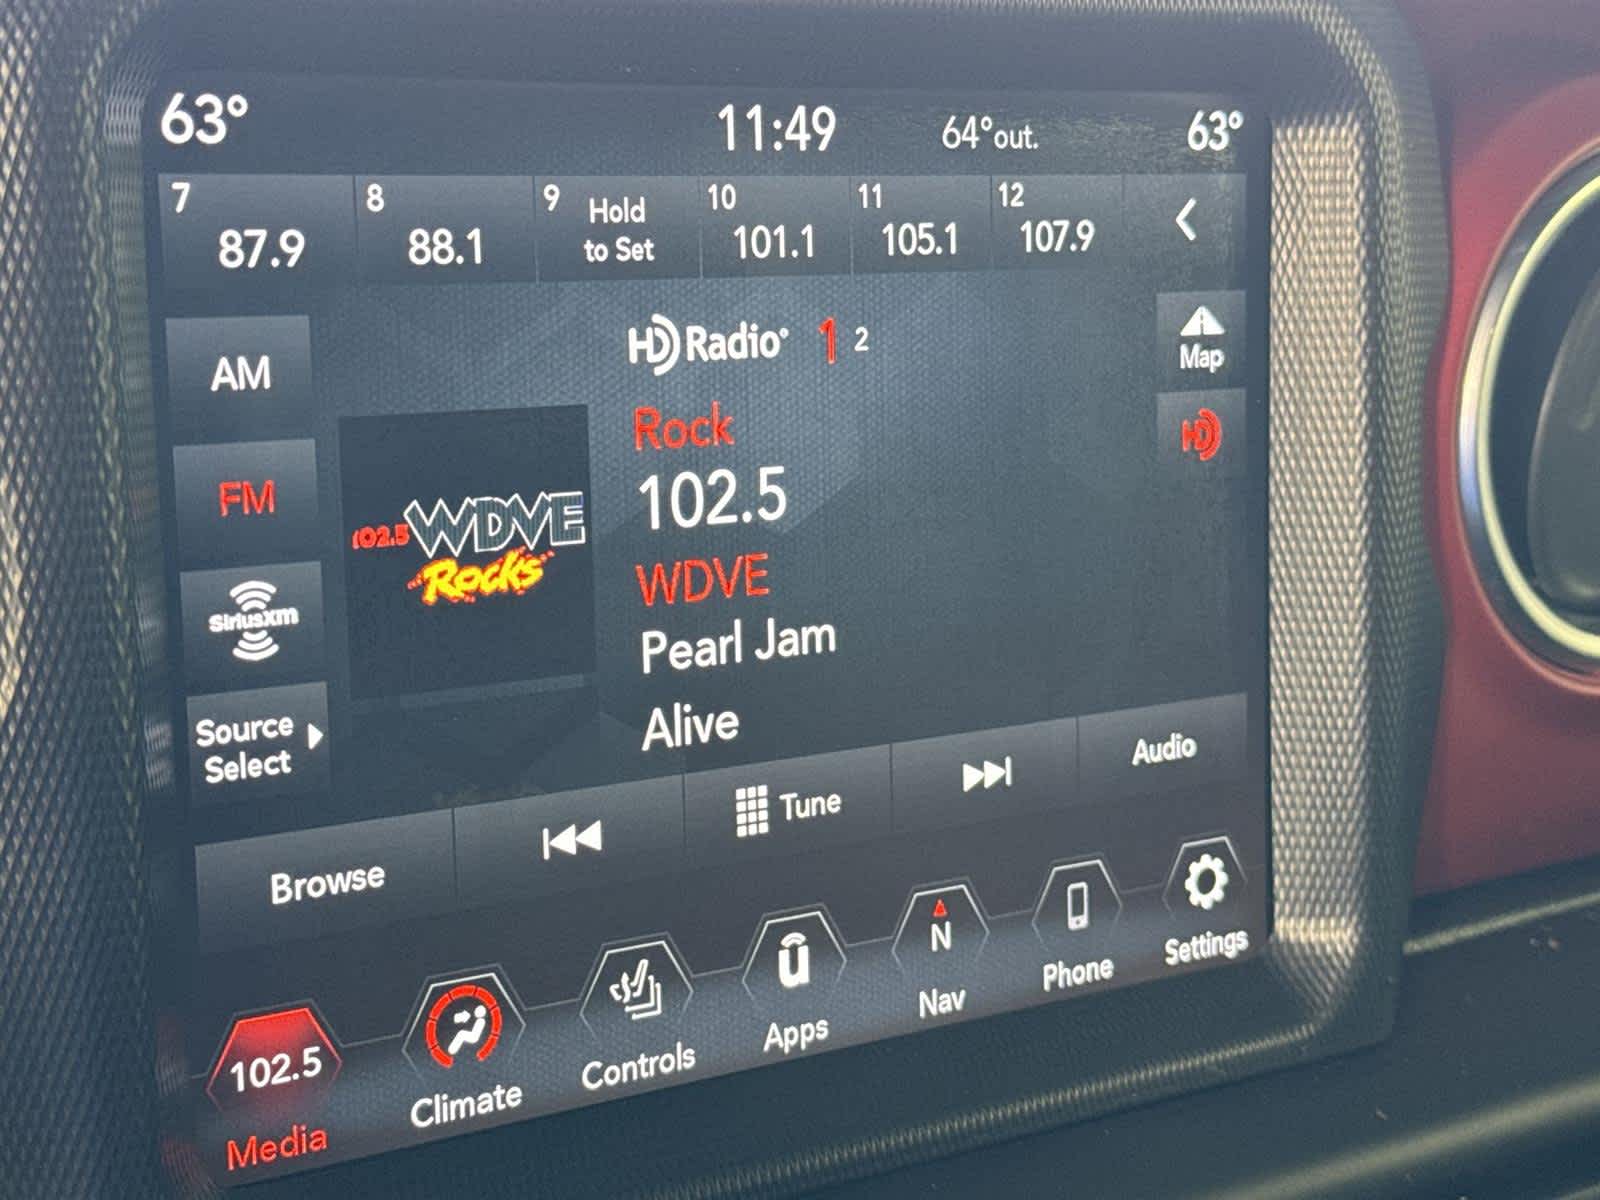 63°
11:49
64°out.
63°
7
87.9
8
88.1
9
Hold
to Set
10
101.1
11
105.1
12
107.9
HD Radio
1 2
Map
AM
Rock
HD
102.5
FM
102.5 WDVE
Rocks
WDVE
SiriusXm
Pearl Jam
Alive
Source
Select
Browse
Tune
Audio
102.5
Media
Climate
Controls
Apps
N
Nav
Phone
Settings